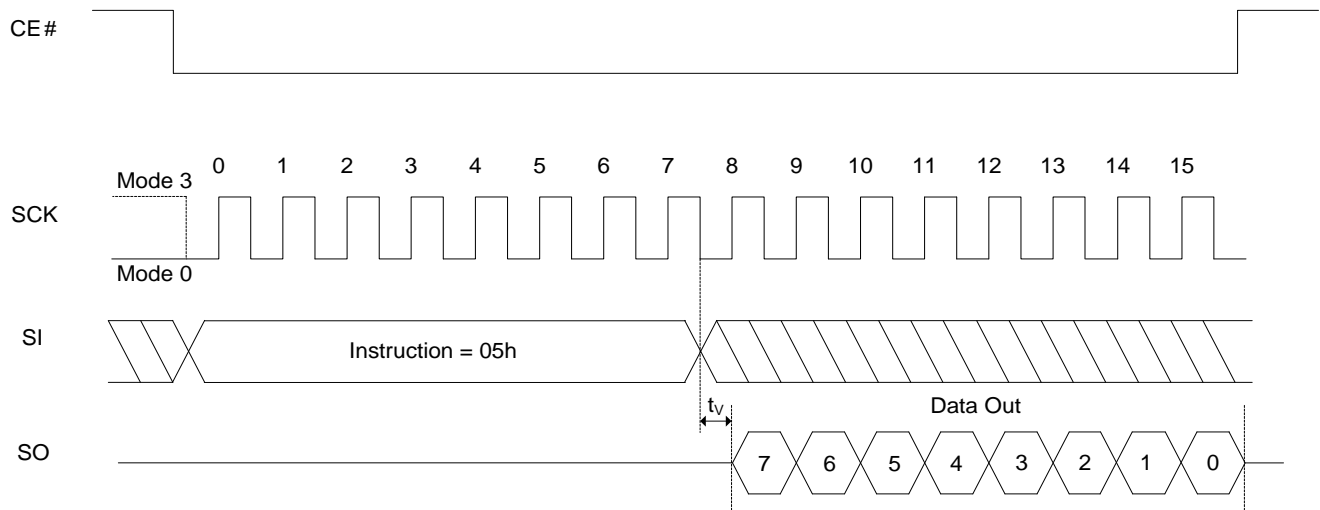 CE#
0 1 2 3 4 5 6 7 8 9 10 11 12 13 14 15
Mode 3
SCK
Mode 0
SI
Instruction = 05h
tV
Data Out
SO
7 6 5 4 3 2 1 0